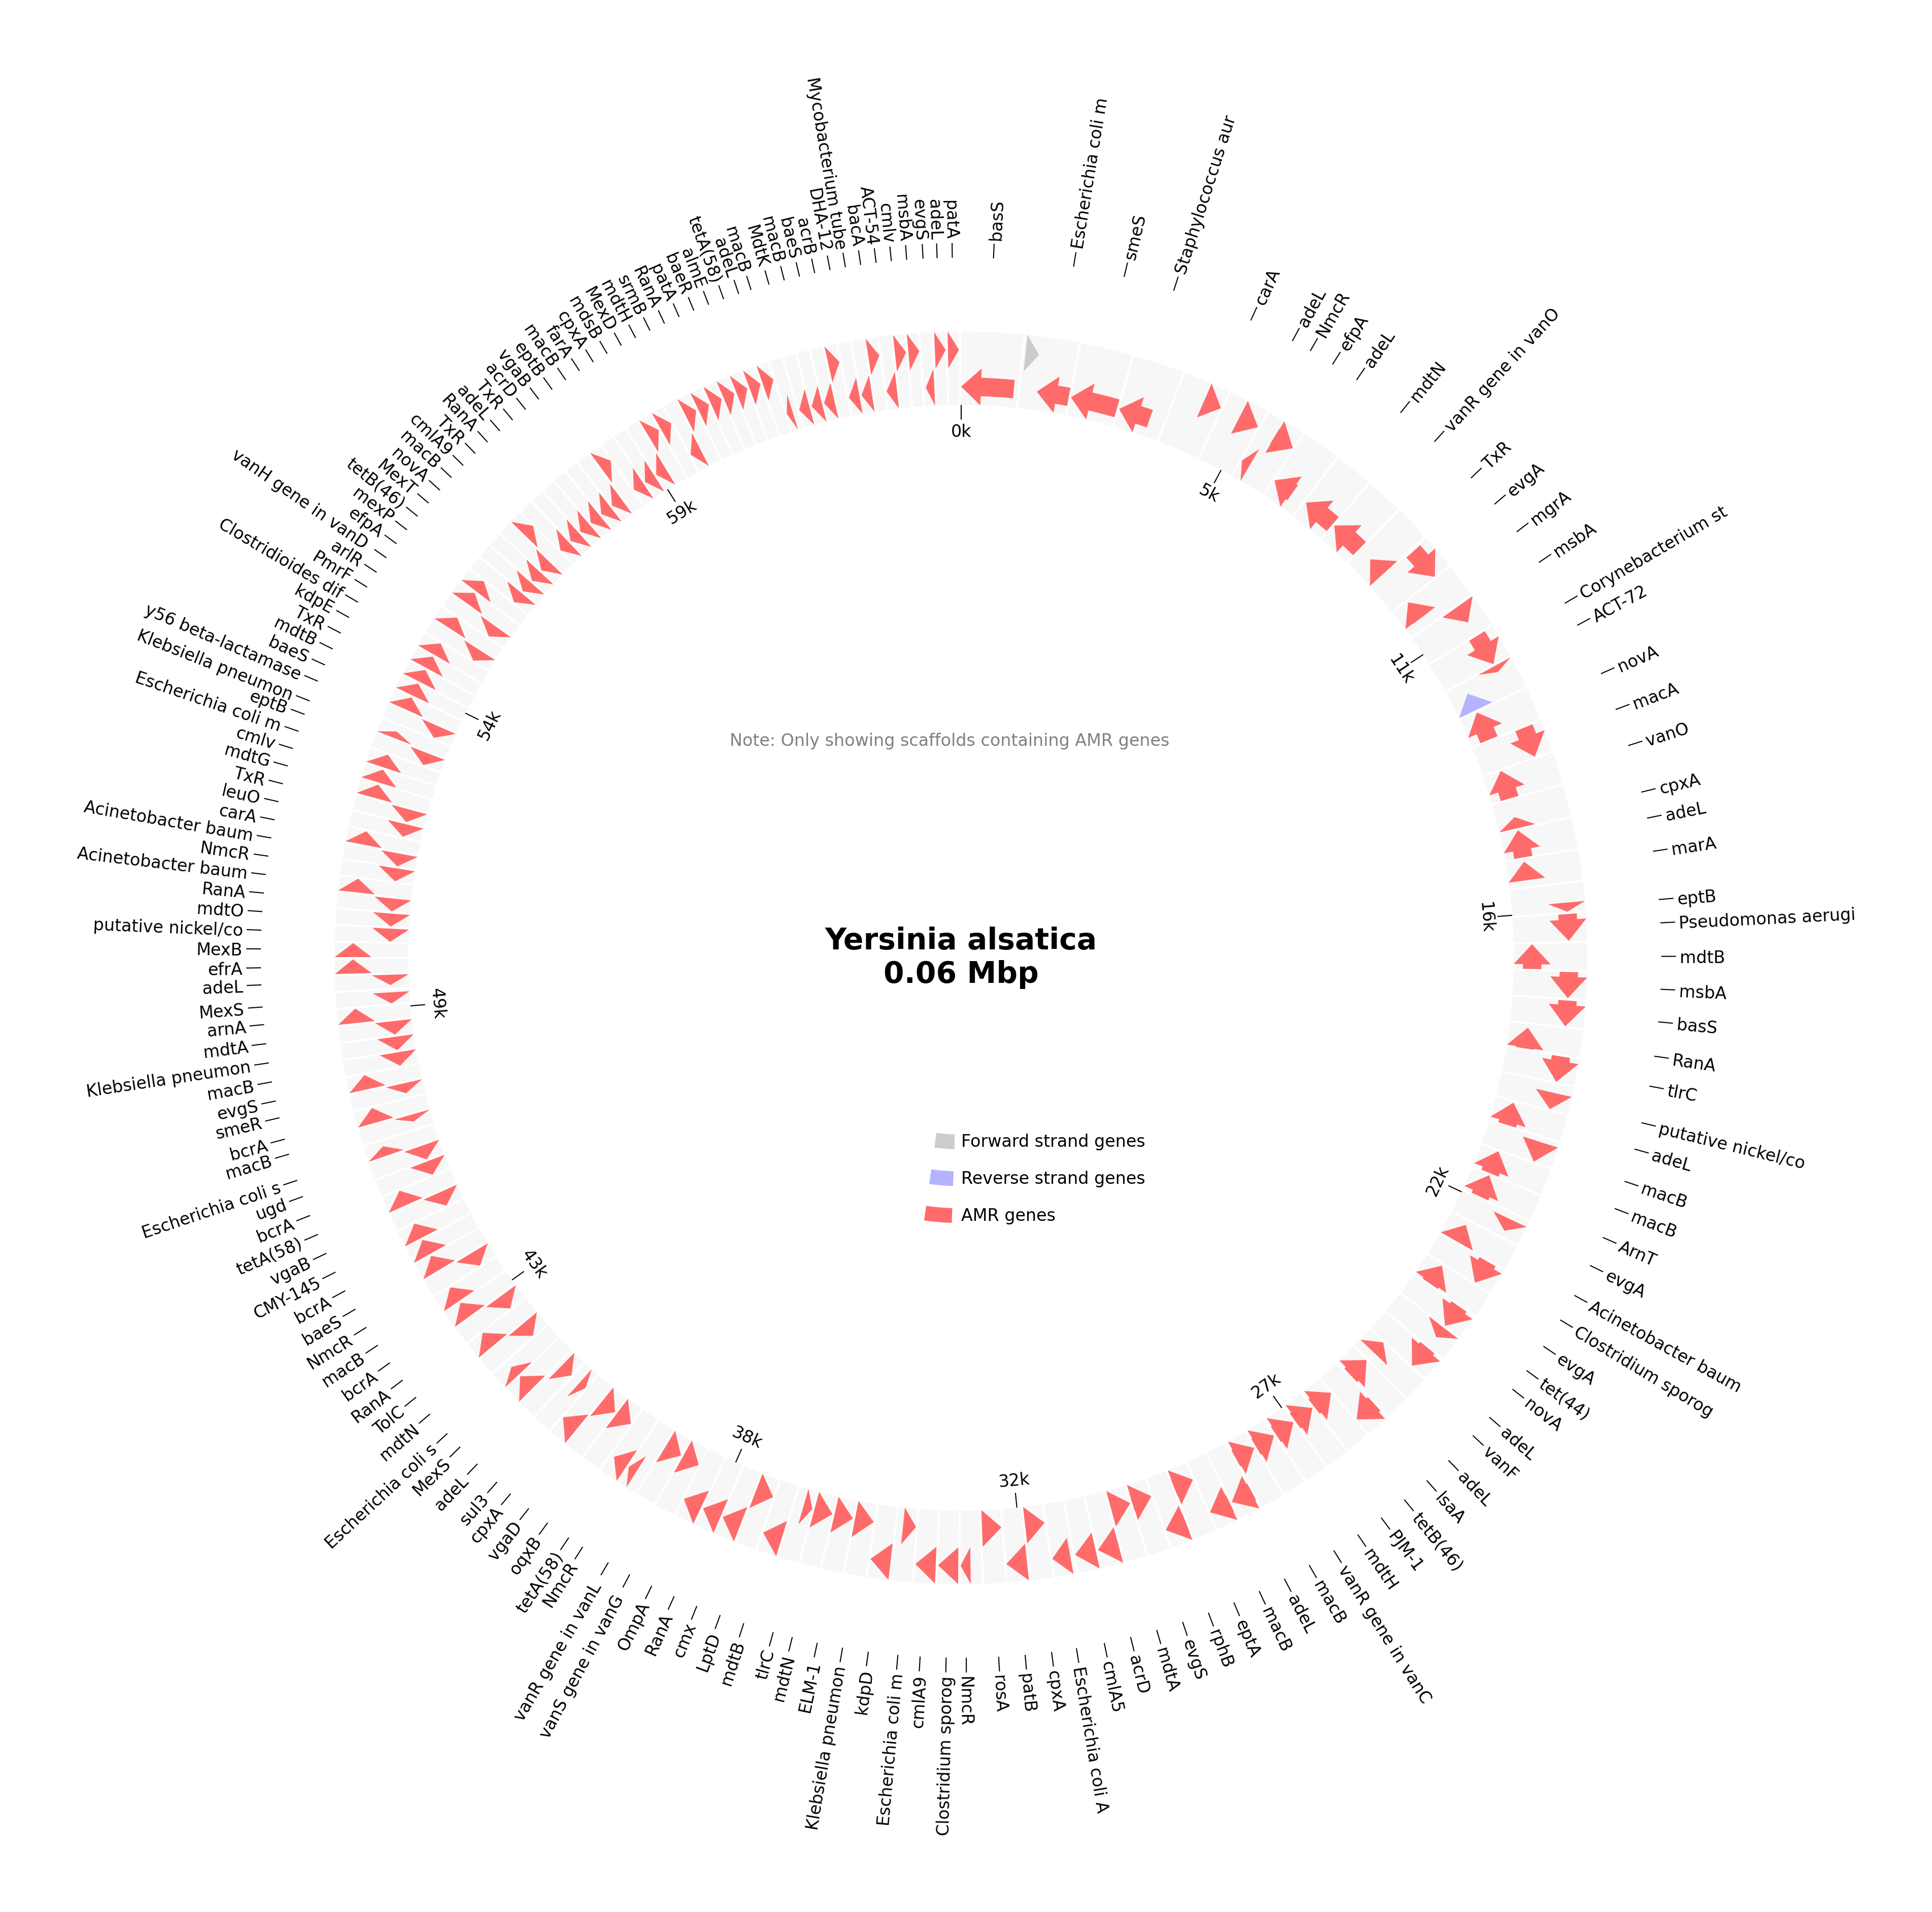 bassS
Escherichia coli m
smeS
Staphylococcus aur
carA
adeL
NmcR
efpA
adeL
mdtN
vanR gene in vanO
TxR
evgA
mgrA
msbA
Corynebacterium st
ACT-72
novA
macA
vanO
cpxA
adeL
marA
eptB
Pseudomonas aerugi
mdtB
msbA
basS
RanA
tlrC
putative nickel/co
adeL
macB
macB
ArnT
evgA
Acinetobacter baum
Clostridium sporog
evgA
tet(44)
novA
adeL
vanF
adeL
lsaA
tetB(46)
PJM-1
mdtH
vanR gene in vanC
macB
adeL
macB
eptA
rphB
evgS
mdtA
acrD
cmlA5
Escherichia coli A
cpxA
patB
rosA
NmcR
Clostridium sporog
cmlA9
Escherichia coli m
kdpD
Klebsiella pneumon
ELM-1
mdtN
tlrC
mdtB
LptD
cmx
RanA
OmpA
vanS gene in vanG
vanR gene in vanL
NmcR
tetA(58)
oqxB
vgaD
cpxA
sul3
adeL
MexS
Escherichia coli s
mdtN
TolC
RanA
bcrA
macB
NmcR
baeS
bcrA
CMY-145
vgaB
tetA(58)
bcrA
ugd
Escherichia coli s
macB
bcrA
smeR
evgS
macB
Klebsiella pneumon
mdtA
arnA
MexS
adeL
efrA
MexB
putative nickel/co
mdtO
RanA
Acinetobacter baum
NmcR
Acinetobacter baum
carA
leuO
TxR
mdtG
cmlv
Escherichia coli m
eptB
Klebsiella pneumon
y56 beta-lactamase
baeS
mdtB
TxR
kdpE
Clostridioides dif
PmrF
arlR
vanH gene in vanD
efpA
mexP
tetB(46)
MexT
novA
macB
cmlA9
TxR
RanA
adeL
TxR
acrD
vgaB
eptB
macB
farA
cpxA
mdsB
MexD
mdtH
srmB
RanA
patA
baeR
almE
tetA(58)
adeL
macB
MdtK
macB
baeS
acrB
DHA-12
Mycobacterium tube
bacA
ACT-54
cmlv
msbA
evgS
adeL
patA
0k
5k
11k
16k
22k
27k
32k
38k
43k
49k
54k
59k
Note: Only showing scaffolds containing AMR genes
Yersinia alsatica
0.06 Mbp
Forward strand genes
Reverse strand genes
AMR genes